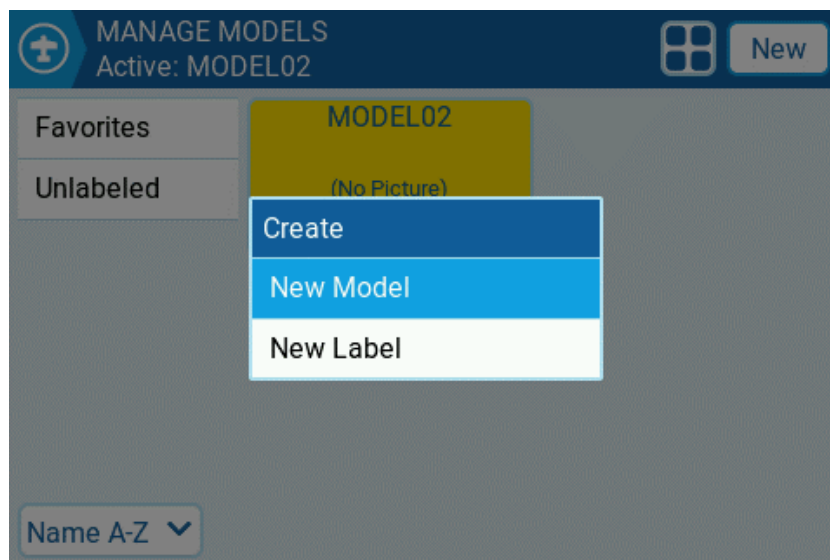 MANAGE MODELS
Active: MODEL02
New
Favorites
Unlabeled
MODEL02
(No Picture)
Create
New Model
New Label
Name A-Z